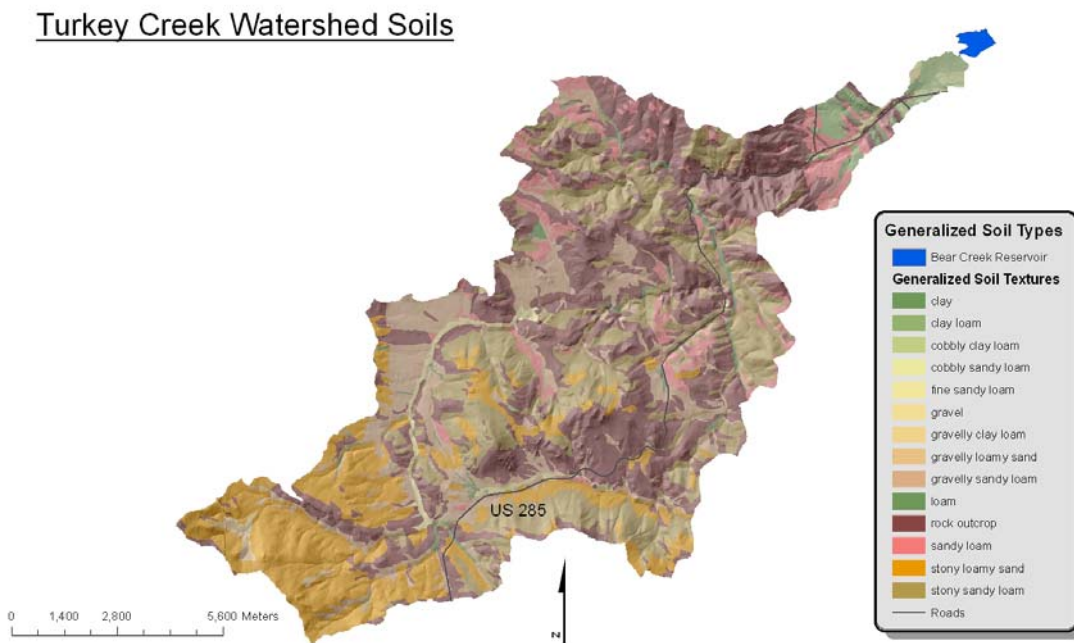 Turkey Creek Watershed Soils
Generalized Soil Types
Bear Creek Reservoir
Generalized Soil Textures
clay
clay loam
cobbly clay loam
cobbly sandy loam
fine sandy loam
gravel
gravelly clay loam
gravelly loamy sand
gravelly sandy loam
loam
rock outcrop
sandy loam
stony loamy sand
stony sandy loam
Roads
US 285
0 1,400 2,800 5,600 Meters
N